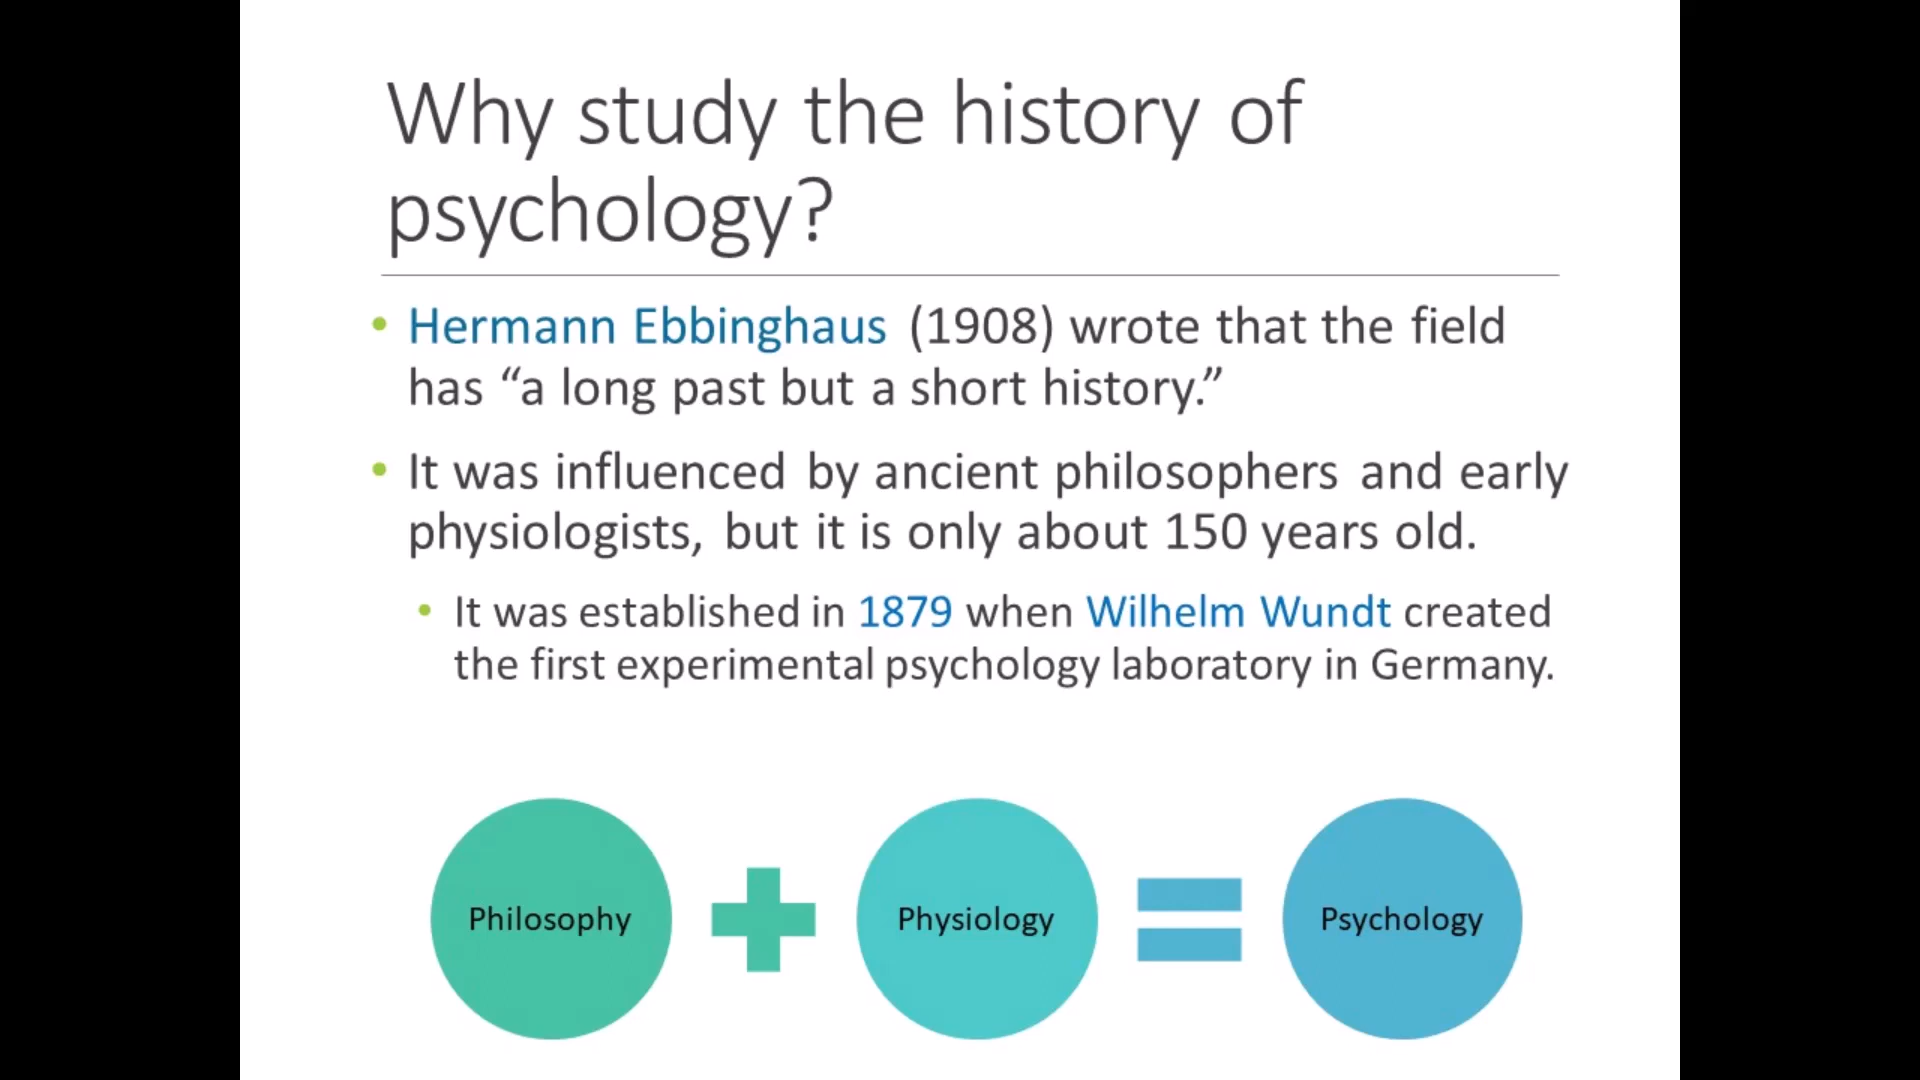 Why study the history of
psychology?
• Hermann Ebbinghaus (1908) wrote that the field
has “a long past but a short history.”
• It was influenced by ancient philosophers and early
physiologists, but it is only about 150 years old.
• It was established in 1879 when Wilhelm Wundt created
the first experimental psychology laboratory in Germany.
Philosophy
Physiology
Psychology